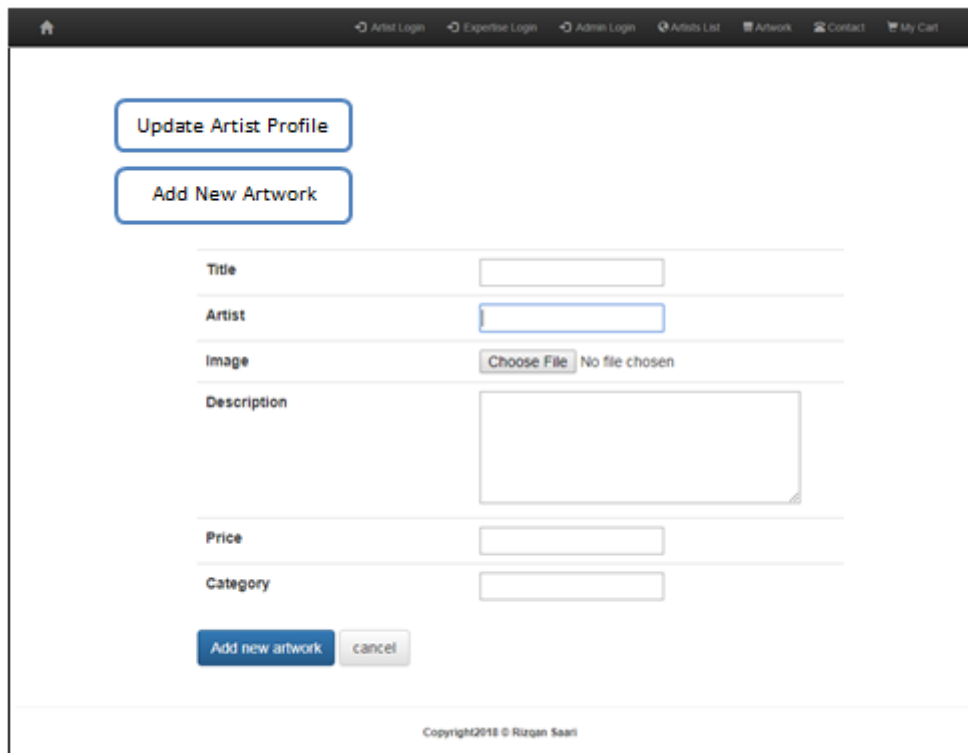 Artist Login Expertise Login Admin Login Artists List Artwork Contact My Cart
Update Artist Profile
Add New Artwork
Title
Artist
Image Choose File No file chosen
Description
Price
Category
Add new artwork cancel
Copyright2018 © Rizqan Saari